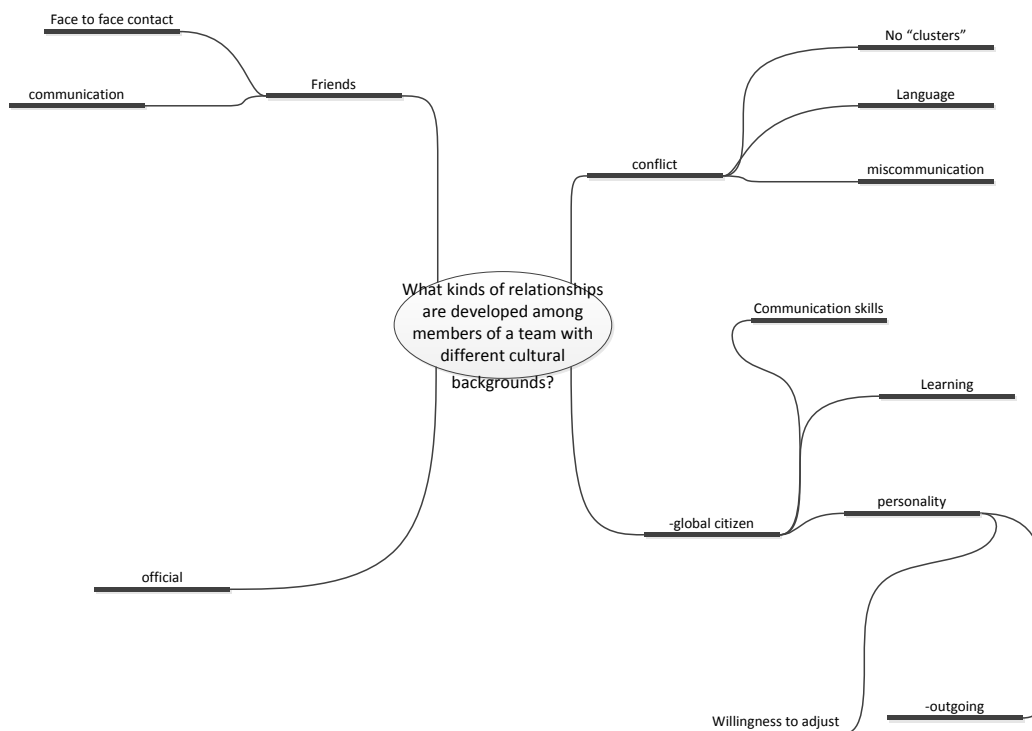 Face to face contact
communication
Friends
No “clusters”
Language
conflict
miscommunication
What kinds of relationships
are developed among
members of a team with
different cultural
backgrounds?
Communication skills
Learning
personality
-global citizen
official
Willingness to adjust
-outgoing